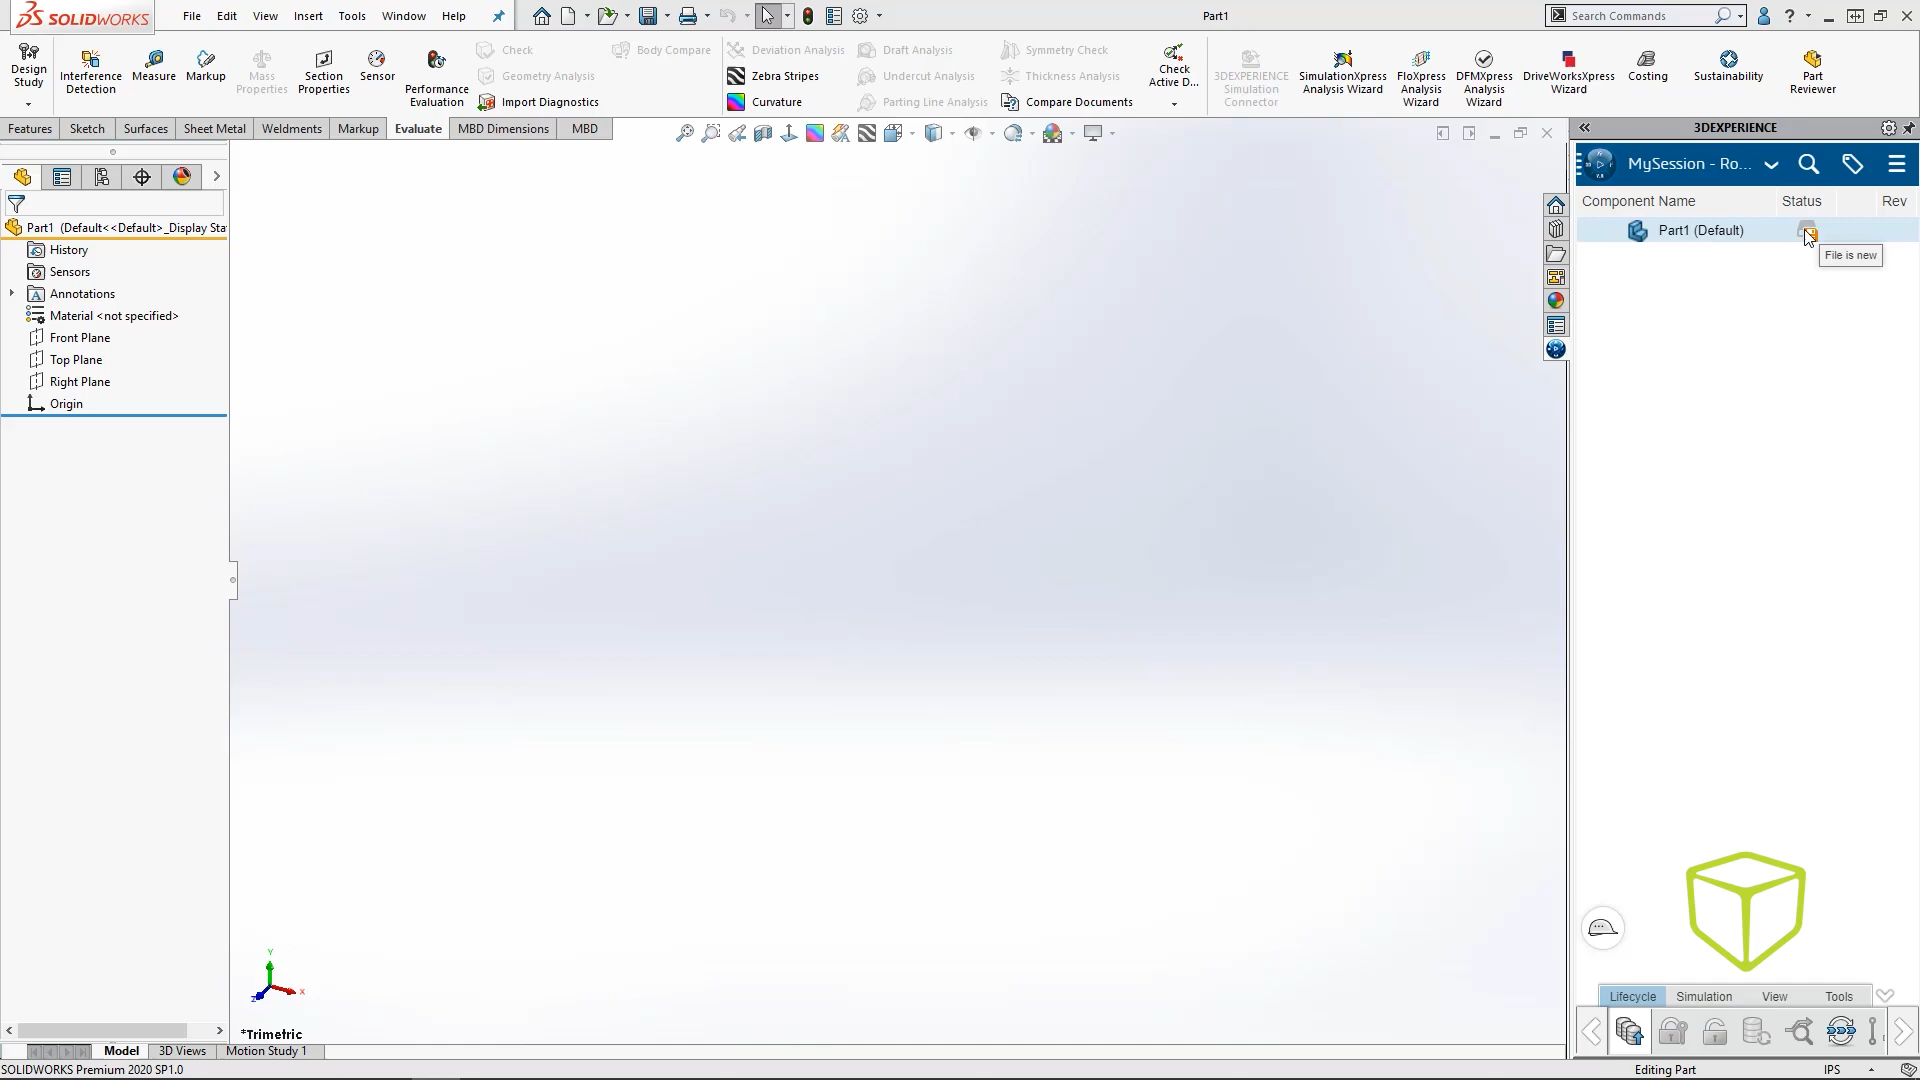 SOLIDWORKS File Edit View Insert Tools Window Help Part1 Search Commands
Design Study
Interference Detection
Measure
Markup
Mass Properties
Section Properties
Sensor
Performance Evaluation
Check
Geometry Analysis
Import Diagnostics
Body Compare
Deviation Analysis
Zebra Stripes
Curvature
Draft Analysis
Undercut Analysis
Parting Line Analysis
Symmetry Check
Thickness Analysis
Compare Documents
Check Active D...
3DEXPERIENCE Simulation Connector
SimulationXpress Analysis Wizard
FloXpress Analysis Wizard
DFMXpress Analysis Wizard
DriveWorksXpress Wizard
Costing
Sustainability
Part Reviewer
Features Sketch Surfaces Sheet Metal Weldments Markup Evaluate MBD Dimensions MBD
3DEXPERIENCE
MySession - Ro...
Component Name Status Rev
Part1 (Default)
File is new
Part1 (Default<<Default>_Display Sta
History
Sensors
Annotations
Material <not specified>
Front Plane
Top Plane
Right Plane
Origin
Y
X
Z
*Trimetric
Lifecycle Simulation View Tools
Model 3D Views Motion Study 1
SOLIDWORKS Premium 2020 SP1.0 Editing Part IPS